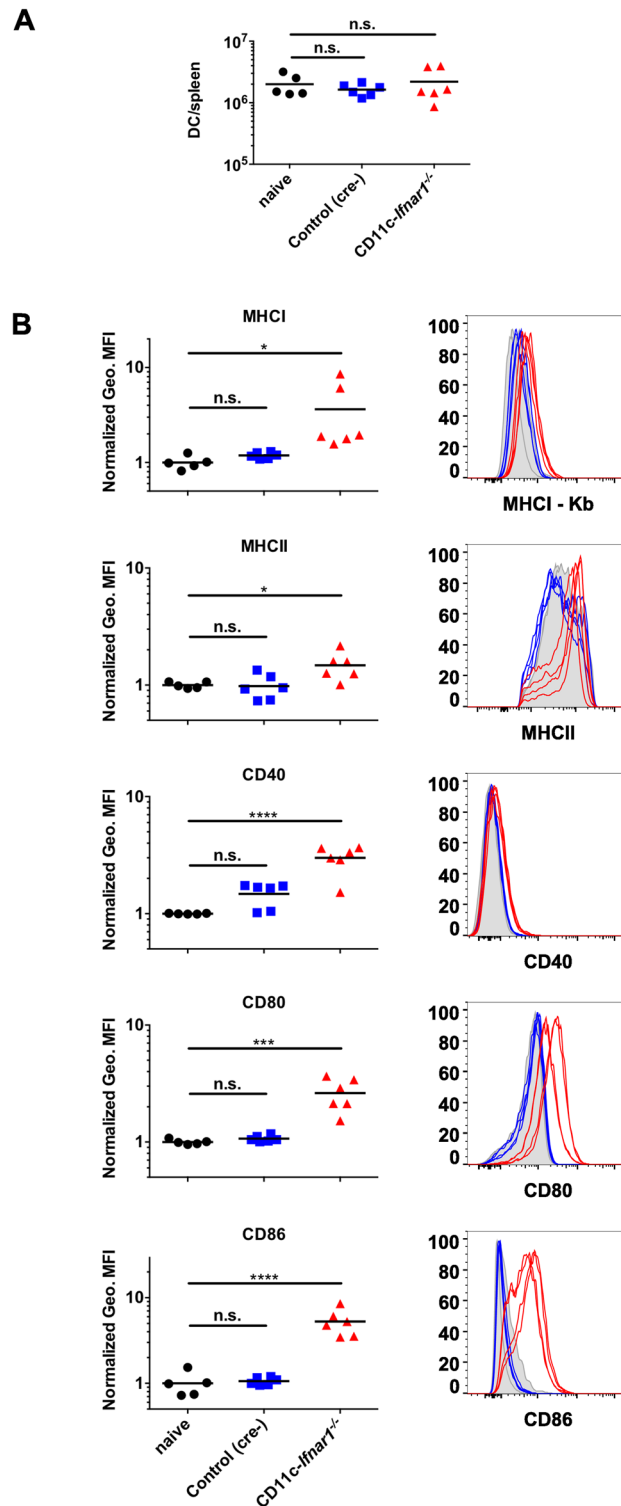 A
n.s.
n.s.
DC/spleen
10⁷
10⁶
10⁵
naive
Control (cre-)
CD11c-Ifnar1⁻/⁻
B
MHCI
Normalized Geo. MFI
10
1
*
n.s.
100
80
60
40
20
0
MHCI - Kb
MHCII
Normalized Geo. MFI
10
1
*
n.s.
100
80
60
40
20
0
MHCII
CD40
Normalized Geo. MFI
10
1
****
n.s.
100
80
60
40
20
0
CD40
CD80
Normalized Geo. MFI
10
1
***
n.s.
100
80
60
40
20
0
CD80
CD86
Normalized Geo. MFI
10
1
****
n.s.
100
80
60
40
20
0
CD86
naive
Control (cre-)
CD11c-Ifnar1⁻/⁻